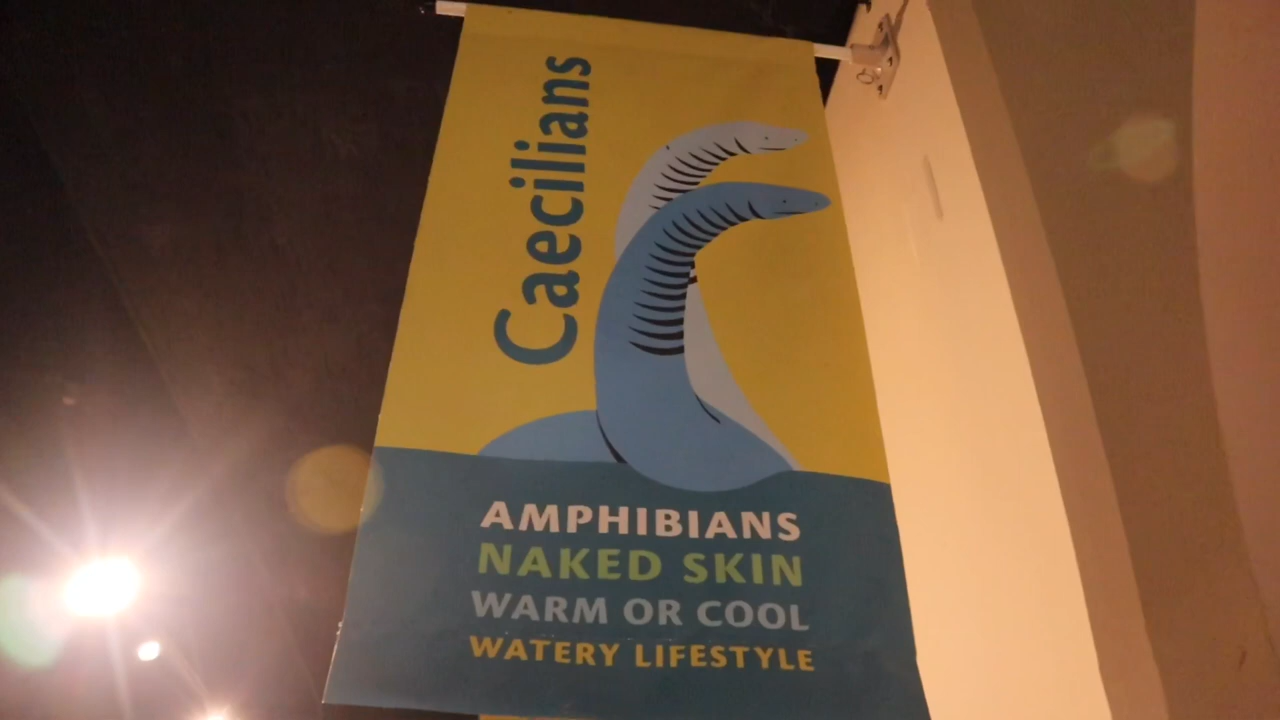 Caecilians
AMPHIBIANS
NAKED SKIN
WARM OR COOL
WATERY LIFESTYLE